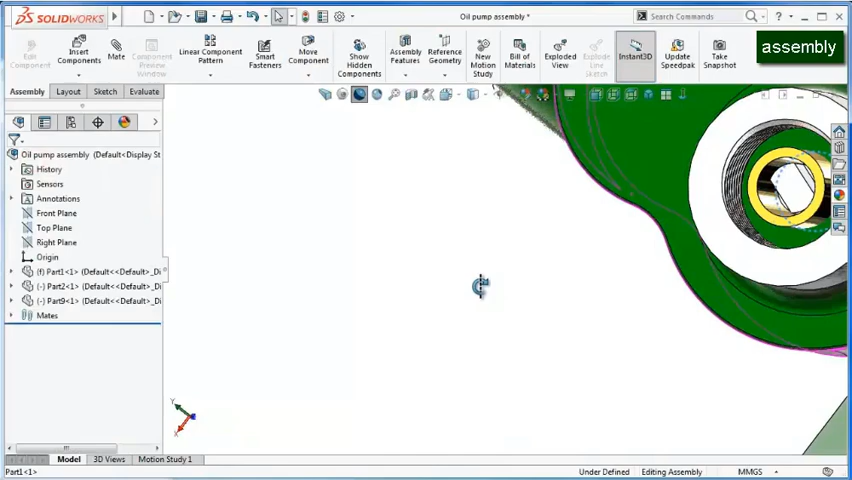 SOLIDWORKS
Oil pump assembly *
Search Commands
Edit Component
Insert Components
Mate
Component Preview Window
Linear Component Pattern
Smart Fasteners
Move Component
Show Hidden Components
Assembly Features
Reference Geometry
New Motion Study
Bill of Materials
Exploded View
Explode Line Sketch
Instant3D
Update Speedpak
Take Snapshot
assembly
Assembly Layout Sketch Evaluate
Oil pump assembly (Default<Display St
History
Sensors
Annotations
Front Plane
Top Plane
Right Plane
Origin
(f) Part1<1> (Default<<Default>_Di
(-) Part2<1> (Default<<Default>_Di
(-) Part9<1> (Default<<Default>_Di
Mates
Y
X
Model 3D Views Motion Study 1
Part1<1>
Under Defined Editing Assembly MMGS